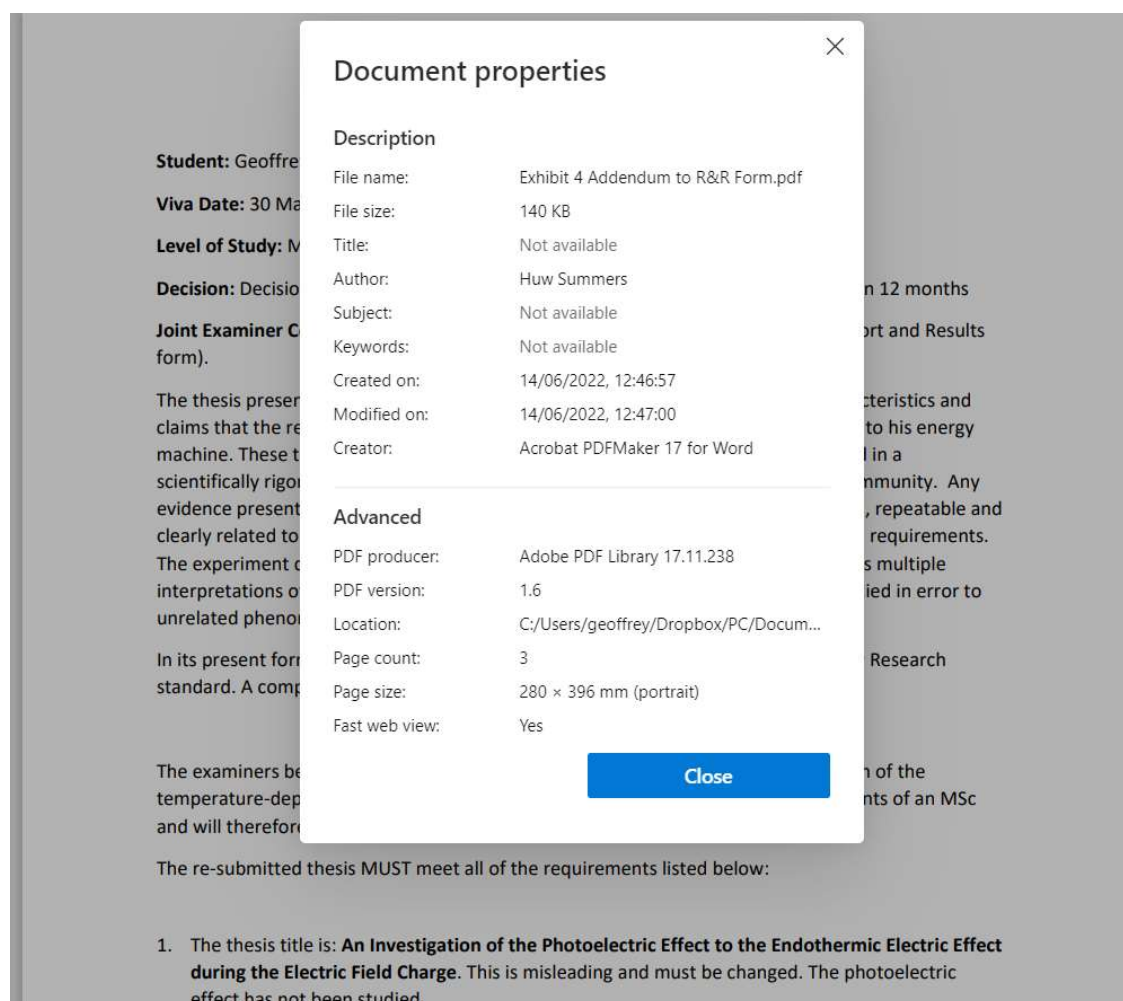 Document properties
Description
File name: Exhibit 4 Addendum to R&R Form.pdf
File size: 140 KB
Title: Not available
Author: Huw Summers
Subject: Not available
Keywords: Not available
Created on: 14/06/2022, 12:46:57
Modified on: 14/06/2022, 12:47:00
Creator: Acrobat PDFMaker 17 for Word
Advanced
PDF producer: Adobe PDF Library 17.11.238
PDF version: 1.6
Location: C:/Users/geoffrey/Dropbox/PC/Docum...
Page count: 3
Page size: 280 × 396 mm (portrait)
Fast web view: Yes
Close
Student: Geoffre
Viva Date: 30 Ma
Level of Study: M
Decision: Decisio n 12 months
Joint Examiner C ort and Results
form).
The thesis presen cteristics and
claims that the re to his energy
machine. These t in a
scientifically rigo mmunity. Any
evidence present , repeatable and
clearly related to requirements.
The experiment s multiple
interpretations o ied in error to
unrelated pheno
In its present for Research
standard. A comp
The examiners be n of the
temperature-dep nts of an MSc
and will therefor
The re-submitted thesis MUST meet all of the requirements listed below:
1. The thesis title is: An Investigation of the Photoelectric Effect to the Endothermic Electric Effect
during the Electric Field Charge. This is misleading and must be changed. The photoelectric
effect has not been studied